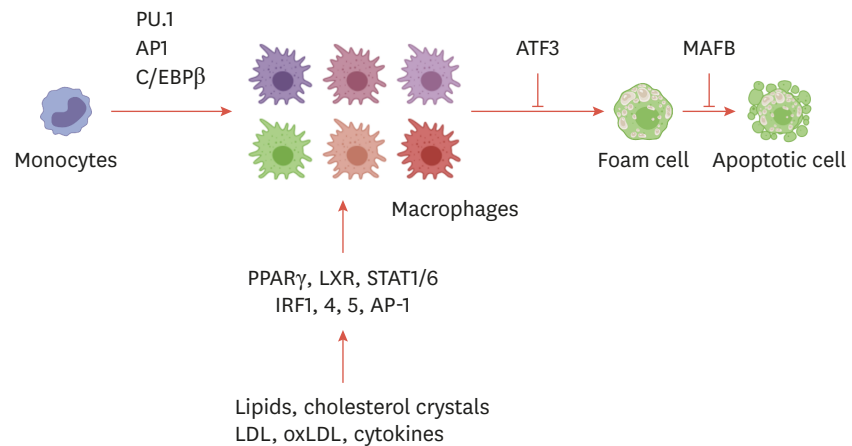 PU.1
AP1
C/EBPβ
ATF3
MAFB
Monocytes
Foam cell
Apoptotic cell
Macrophages
PPARγ, LXR, STAT1/6
IRF1, 4, 5, AP-1
Lipids, cholesterol crystals
LDL, oxLDL, cytokines